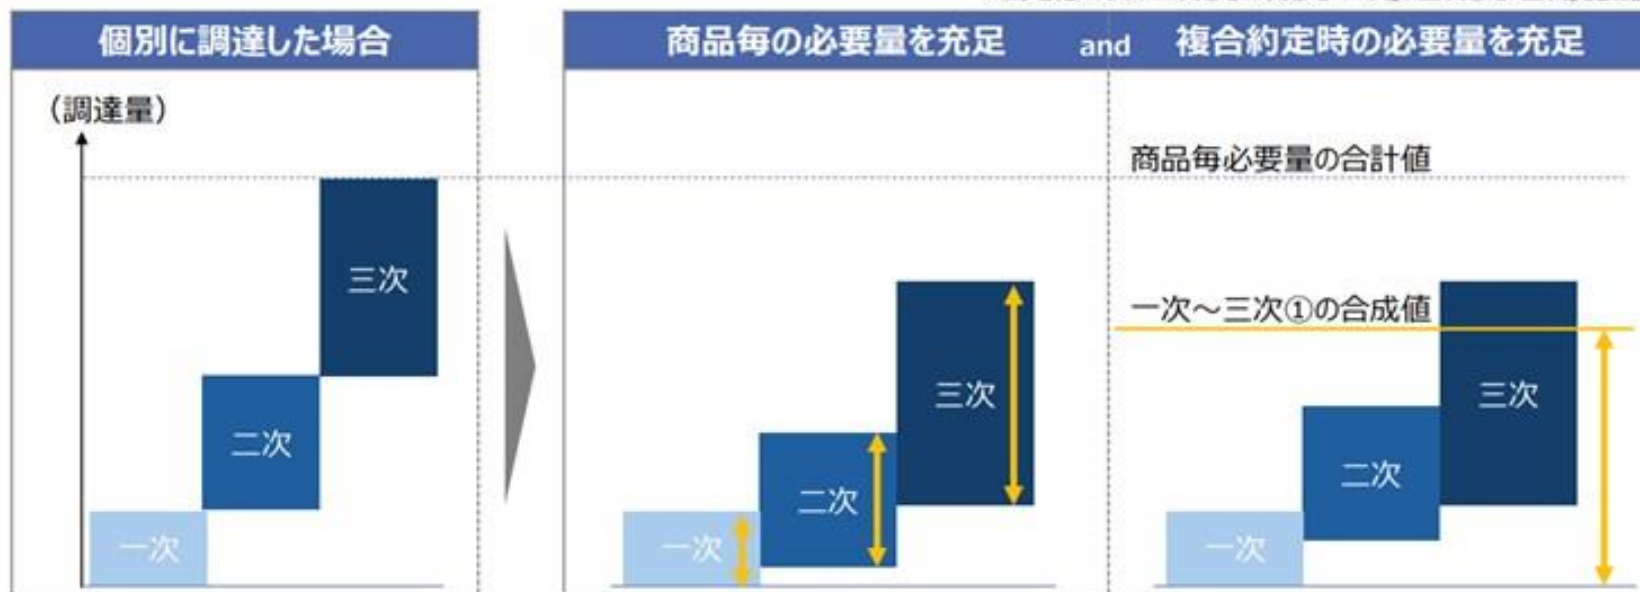 個別に調達した場合
商品毎の必要量を充足 and 複合約定時の必要量を充足
（調達量）
三次
二次
一次
三次
二次
一次
商品毎必要量の合計値
一次～三次①の合成値
三次
二次
一次